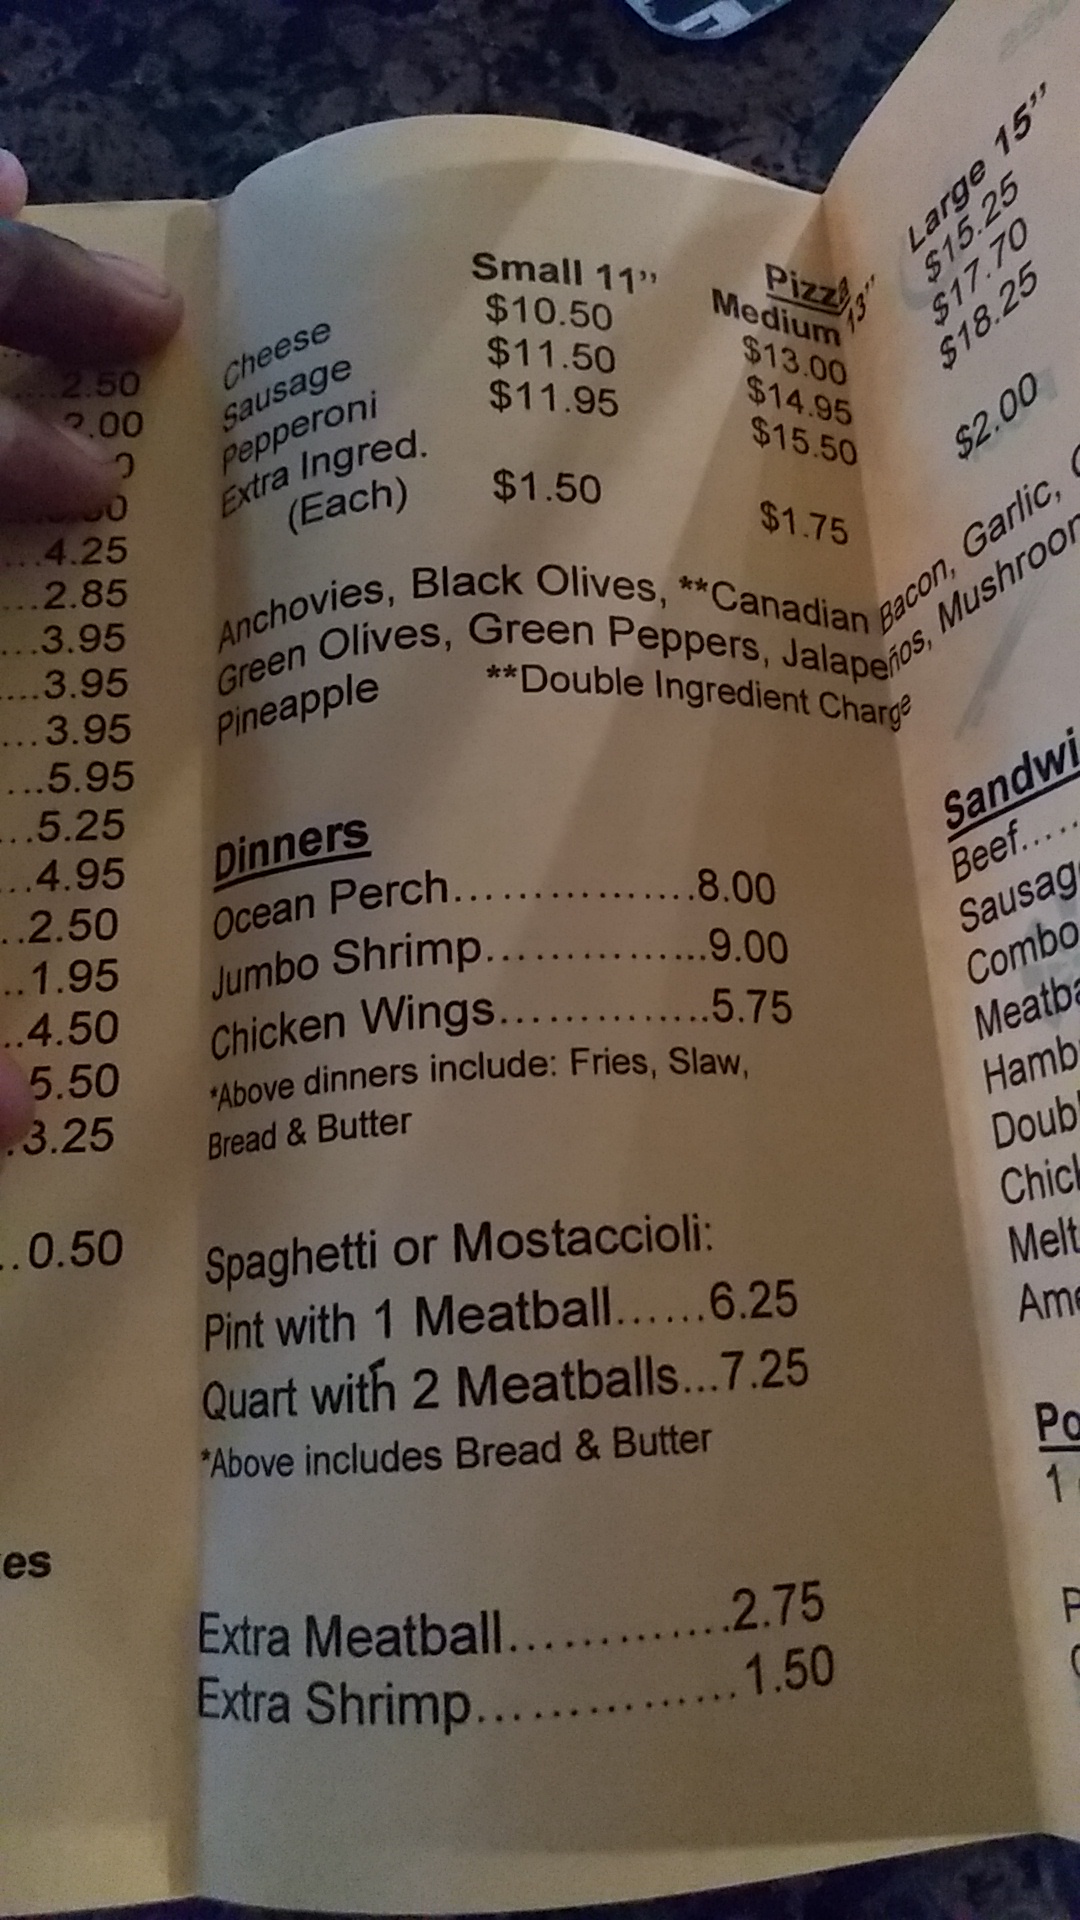 2.50
.00
0
4.25
2.85
3.95
3.95
3.95
5.95
5.25
4.95
2.50
1.95
4.50
5.50
3.25
0.50
es
Pizza
Small 11” Medium 13” Large 15”
Cheese $10.50 $13.00 $15.25
Sausage $11.50 $14.95 $17.70
Pepperoni $11.95 $15.50 $18.25
Extra Ingred.
(Each) $1.50 $1.75 $2.00
Anchovies, Black Olives, **Canadian Bacon, Garlic,
Green Olives, Green Peppers, Jalapeños, Mushroo
Pineapple **Double Ingredient Charge
Dinners
Ocean Perch................8.00
Jumbo Shrimp...............9.00
Chicken Wings..............5.75
*Above dinners include: Fries, Slaw,
Bread & Butter
Spaghetti or Mostaccioli:
Pint with 1 Meatball......6.25
Quart with 2 Meatballs...7.25
*Above includes Bread & Butter
Extra Meatball.............2.75
Extra Shrimp...............1.50
Sandwi
Beef.....
Sausag
Combo
Meatba
Hamb
Doubl
Chic
Melt
Ame
Po
1
P